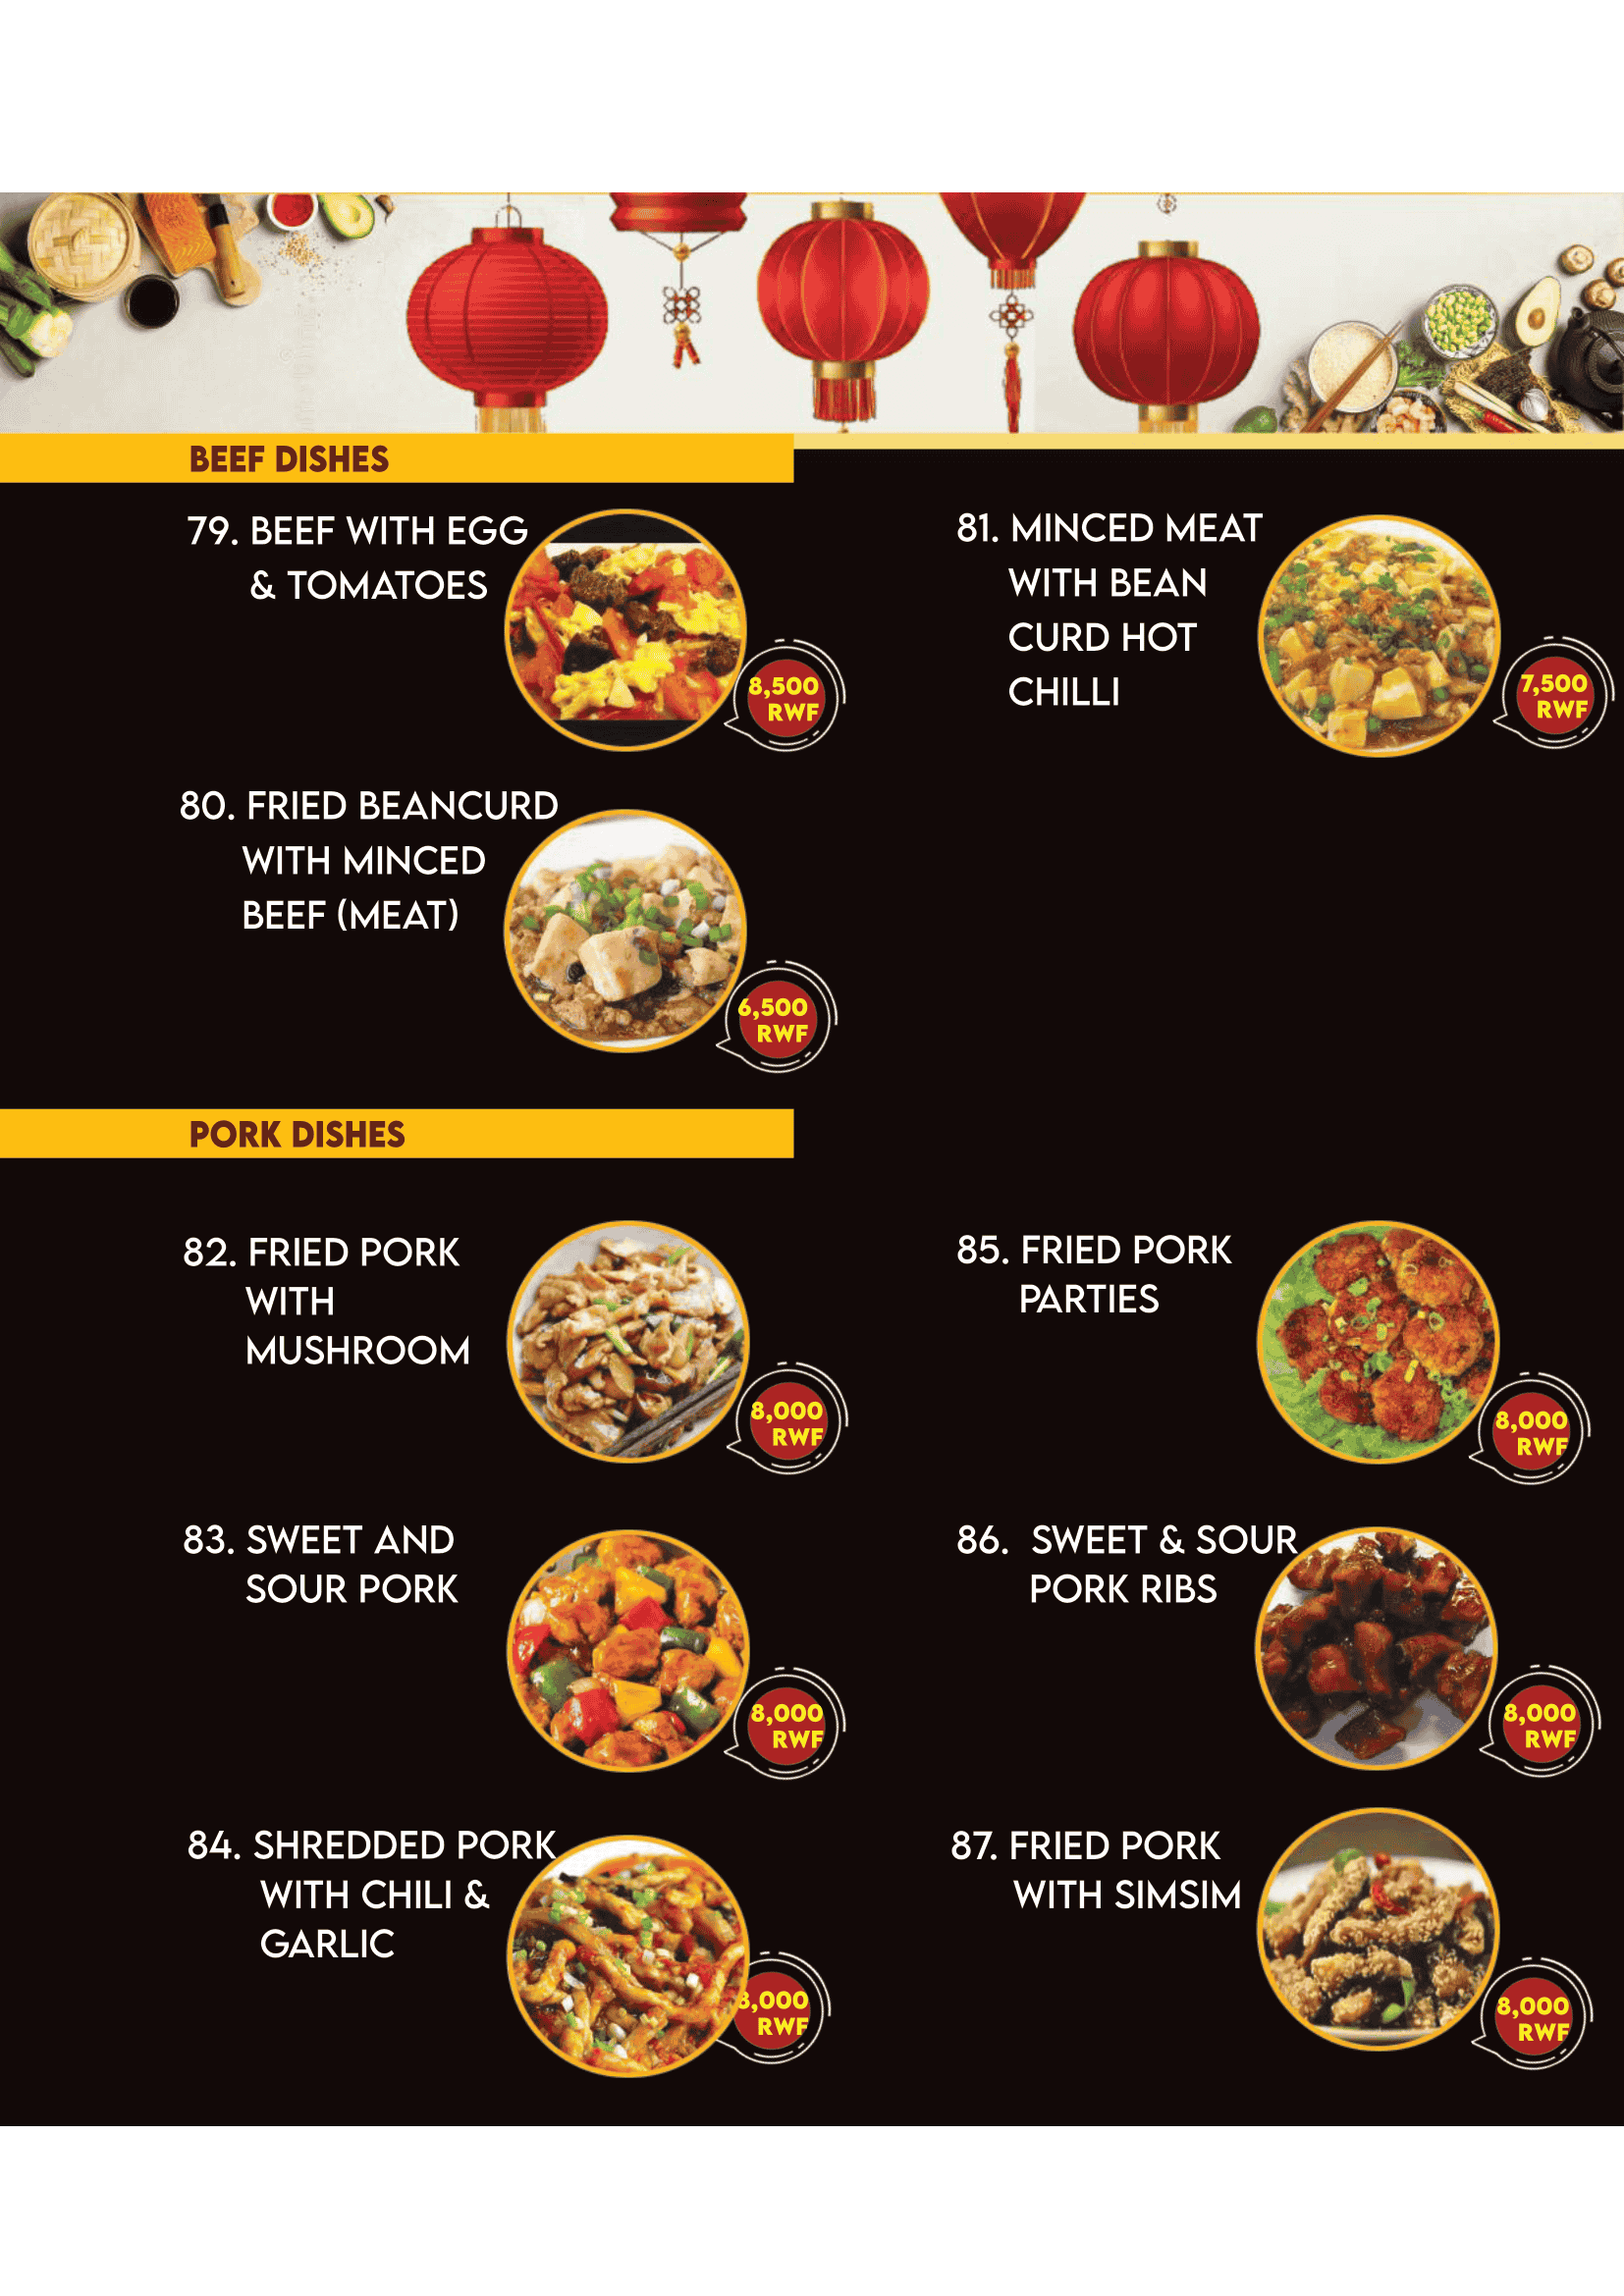 BEEF DISHES
79. BEEF WITH EGG
& TOMATOES
8,500
RWF
80. FRIED BEANCURD
WITH MINCED
BEEF (MEAT)
6,500
RWF
81. MINCED MEAT
WITH BEAN
CURD HOT
CHILLI
7,500
RWF
PORK DISHES
82. FRIED PORK
WITH
MUSHROOM
8,000
RWF
83. SWEET AND
SOUR PORK
8,000
RWF
84. SHREDDED PORK
WITH CHILI &
GARLIC
8,000
RWF
85. FRIED PORK
PARTIES
8,000
RWF
86. SWEET & SOUR
PORK RIBS
8,000
RWF
87. FRIED PORK
WITH SIMSIM
8,000
RWF